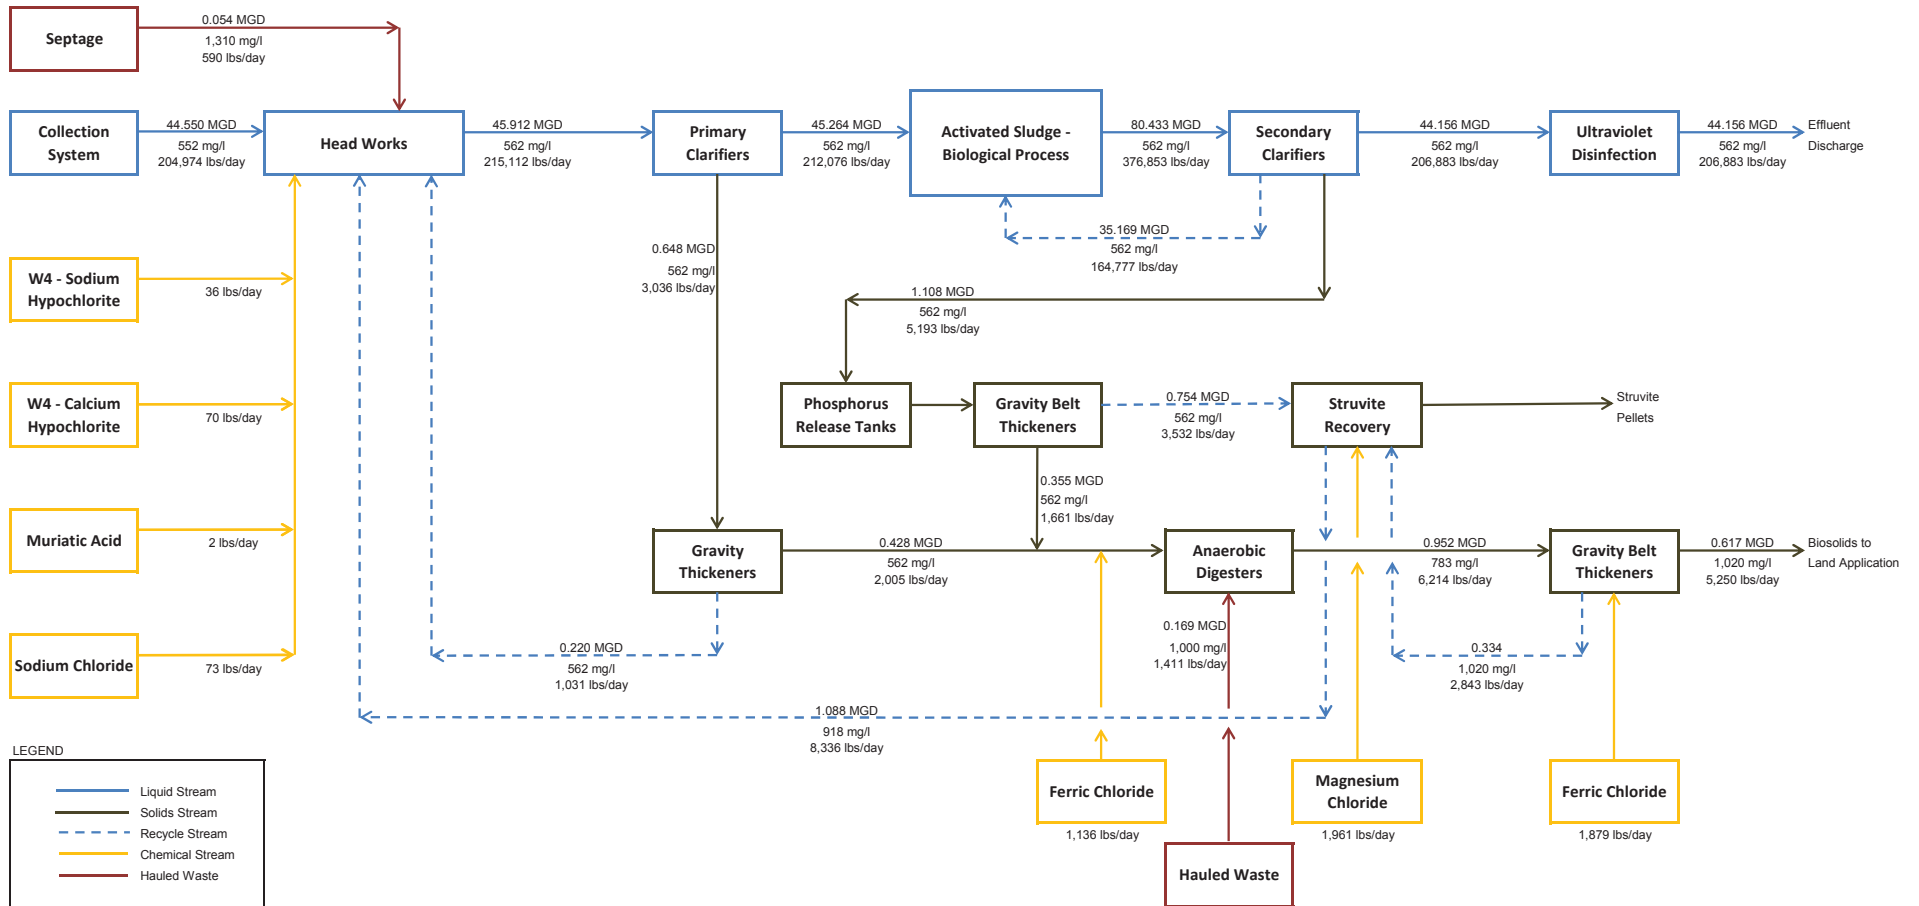 0.054 MGD
Septage
1,310 mg/l
590 lbs/day
44.550 MGD
45.912 MGD
45.264 MGD
80.433 MGD
44.156 MGD
44.156 MGD
Effluent
Discharge
Collection
System
Head Works
Primary
Clarifiers
Activated Sludge -
Biological Process
Secondary
Clarifiers
Ultraviolet
Disinfection
552 mg/l
204,974 lbs/day
562 mg/l
215,112 lbs/day
562 mg/l
212,076 lbs/day
562 mg/l
376,853 lbs/day
562 mg/l
206,883 lbs/day
562 mg/l
206,883 lbs/day
35.169 MGD
562 mg/l
164,777 lbs/day
0.648 MGD
562 mg/l
3,036 lbs/day
W4 - Sodium
Hypochlorite
36 lbs/day
1.108 MGD
562 mg/l
5,193 lbs/day
W4 - Calcium
Hypochlorite
70 lbs/day
Phosphorus
Release Tanks
Gravity Belt
Thickeners
0.754 MGD
562 mg/l
3,532 lbs/day
Struvite
Recovery
Struvite
Pellets
0.355 MGD
562 mg/l
1,661 lbs/day
Muriatic Acid
2 lbs/day
Gravity
Thickeners
0.428 MGD
562 mg/l
2,005 lbs/day
Anaerobic
Digesters
0.952 MGD
783 mg/l
6,214 lbs/day
Gravity Belt
Thickeners
0.617 MGD
1,020 mg/l
5,250 lbs/day
Biosolids to
Land Application
Sodium Chloride
73 lbs/day
0.220 MGD
562 mg/l
1,031 lbs/day
0.169 MGD
1,000 mg/l
1,411 lbs/day
0.334
1,020 mg/l
2,843 lbs/day
1.088 MGD
918 mg/l
8,336 lbs/day
Ferric Chloride
1,136 lbs/day
Magnesium
Chloride
1,961 lbs/day
Ferric Chloride
1,879 lbs/day
Hauled Waste
LEGEND
Liquid Stream
Solids Stream
Recycle Stream
Chemical Stream
Hauled Waste